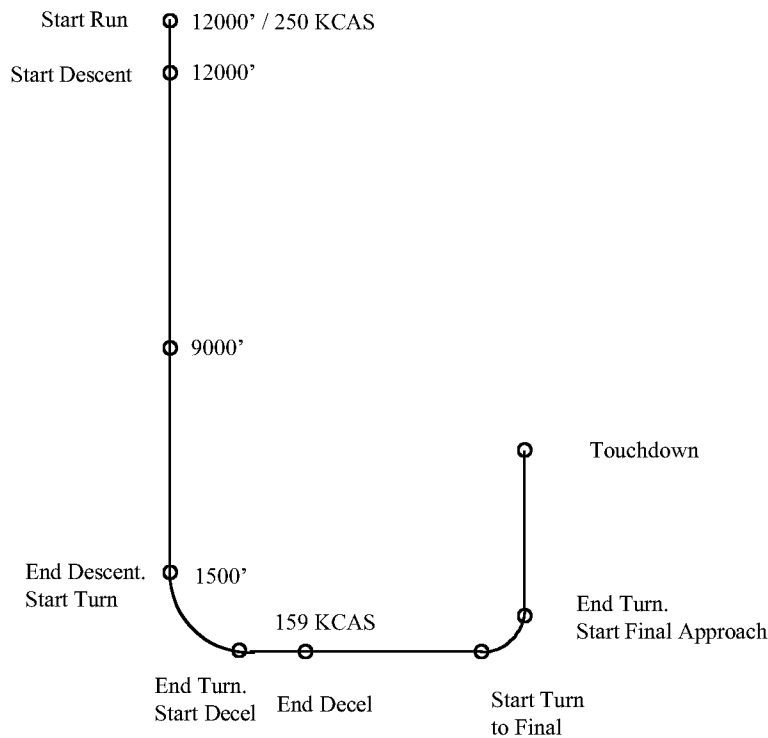 Start Run
12000’ / 250 KCAS
Start Descent
12000’
9000’
Touchdown
End Descent.
Start Turn
1500’
159 KCAS
End Turn.
Start Final Approach
End Turn.
Start Decel
End Decel
Start Turn
to Final